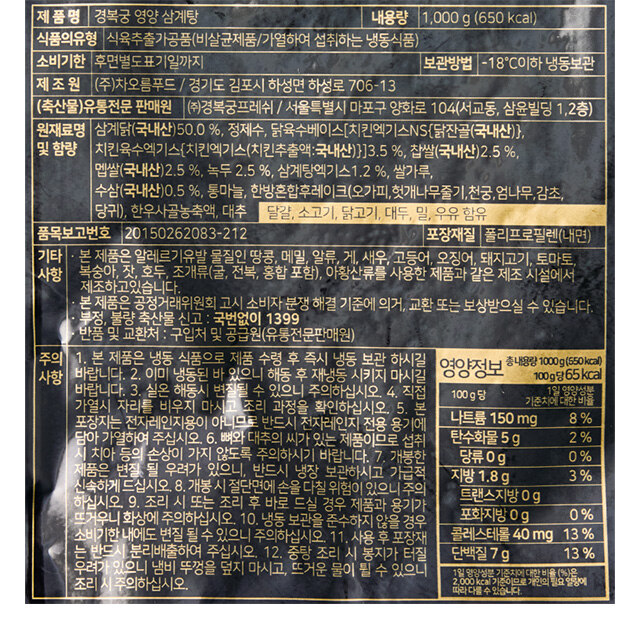 제 품 명 경복궁 영양 삼계탕 내용량 1,000 g (650 kcal)
식품의유형 식육추출가공품(비살균제품/가열하여 섭취하는 냉동식품)
소비기한 후면별도표기일까지 보관방법 -18℃이하 냉동보관
제 조 원 (주)차오름푸드 / 경기도 김포시 하성면 하성로 706-13
(축산물)유통전문 판매원 ㈜경복궁프레쉬 / 서울특별시 마포구 양화로 104(서교동, 삼윤빌딩 1,2층)
원재료명 및 함량 삼계닭(국내산)50.0 %, 정제수, 닭육수베이스[치킨엑기스NS{닭잔골(국내산)},
치킨육수엑기스{치킨엑기스(치킨추출액:국내산)}]3.5 %, 찹쌀(국내산)2.5 %,
멥쌀(국내산)2.5 %, 녹두 2.5 %, 삼계탕엑기스1.2 %, 쌀가루,
수삼(국내산)0.5 %, 통마늘, 한방혼합후레이크(오가피,헛개나무줄기,천궁,엄나무,감초,
당귀), 한우사골농축액, 대추 달걀, 소고기, 닭고기, 대두, 밀, 우유 함유
품목보고번호 20150262083-212 포장재질 폴리프로필렌(내면)
기타 사항 · 본 제품은 알레르기유발 물질인 땅콩, 메밀, 알류, 게, 새우, 고등어, 오징어, 돼지고기, 토마토,
복숭아, 잣, 호두, 조개류(굴, 전복, 홍합 포함), 아황산류를 사용한 제품과 같은 제조 시설에서
제조하고있습니다.
· 본 제품은 공정거래위원회 고시 소비자 분쟁 해결 기준에 의거, 교환 또는 보상받으실 수 있습니다.
· 부정, 불량 축산물 신고 : 국번없이 1399
· 반품 및 교환처 : 구입처 및 공급원(유통전문판매원)
주의 사항 1. 본 제품은 냉동 식품으로 제품 수령 후 즉시 냉동 보관 하시길
바랍니다. 2. 이미 냉동된 바 있으니 해동 후 재냉동 시키지 마시길
바랍니다. 3. 실온 해동시 변질될 수 있으니 주의하십시오. 4. 직접
가열시 자리를 비우지 마시고 조리 과정을 확인하십시오. 5. 본
포장지는 전자레인지용이 아니므로 반드시 전자레인지 전용 용기에
담아 가열하여 주십시오. 6. 뼈와 대추의 씨가 있는 제품이므로 섭취
시 치아 등의 손상이 가지 않도록 주의하시기 바랍니다. 7. 개봉한
제품은 변질 될 우려가 있으니, 반드시 냉장 보관하시고 가급적
신속하게 드십시오. 8. 개봉 시 절단면에 손을 다칠 위험이 있으니 주의
하십시오. 9. 조리 시 또는 조리 후 바로 드실 경우 제품과 용기가
뜨거우니 화상에 주의하십시오. 10. 냉동 보관을 준수하지 않을 경우
소비기한 내에도 변질 될 수 있으니 주의하십시오. 11. 사용 후 포장재
는 반드시 분리배출하여 주십시오. 12. 중탕 조리 시 봉지가 터질
우려가 있으니 냄비 뚜껑을 덮지 마시고, 뜨거운 물이 튈 수 있으니
조리 시 주의하십시오.
영양정보 총 내용량 1000 g (650 kcal)
100 g 당 65 kcal
100 g 당 1일 영양성분 기준치에 대한 비율
나트륨 150 mg 8 %
탄수화물 5 g 2 %
당류 0 g 0 %
지방 1.8 g 3 %
트랜스지방 0 g
포화지방 0 g 0 %
콜레스테롤 40 mg 13 %
단백질 7 g 13 %
1일 영양성분 기준치에 대한 비율 (%)은
2,000 kcal 기준이므로 개인의 필요 열량에
따라 다를 수 있습니다.